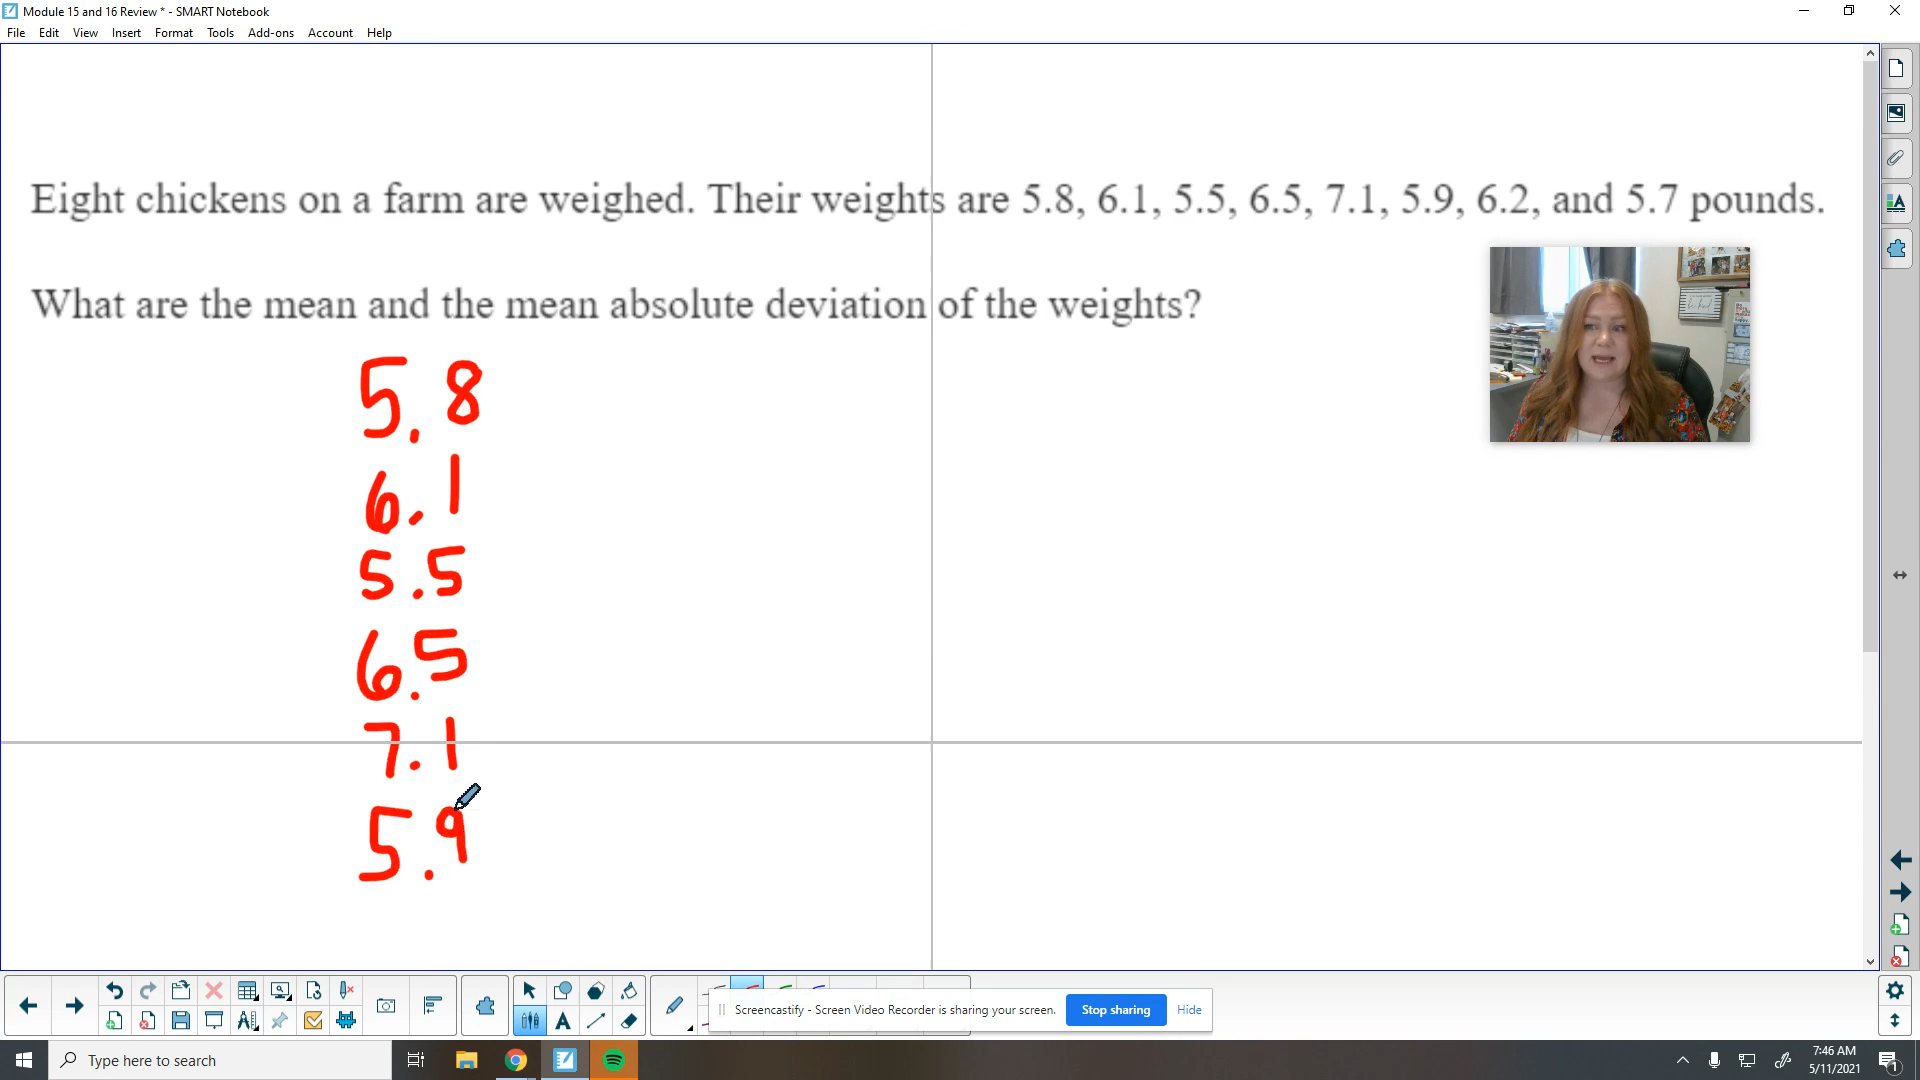 Module 15 and 16 Review * - SMART Notebook
File Edit View Insert Format Tools Add-ons Account Help
Eight chickens on a farm are weighed. Their weights are 5.8, 6.1, 5.5, 6.5, 7.1, 5.9, 6.2, and 5.7 pounds.
What are the mean and the mean absolute deviation of the weights?
5.8
6.1
5.5
6.5
7.1
5.9
Screencastify - Screen Video Recorder is sharing your screen.
Stop sharing
Hide
Type here to search
7:46 AM
5/11/2021